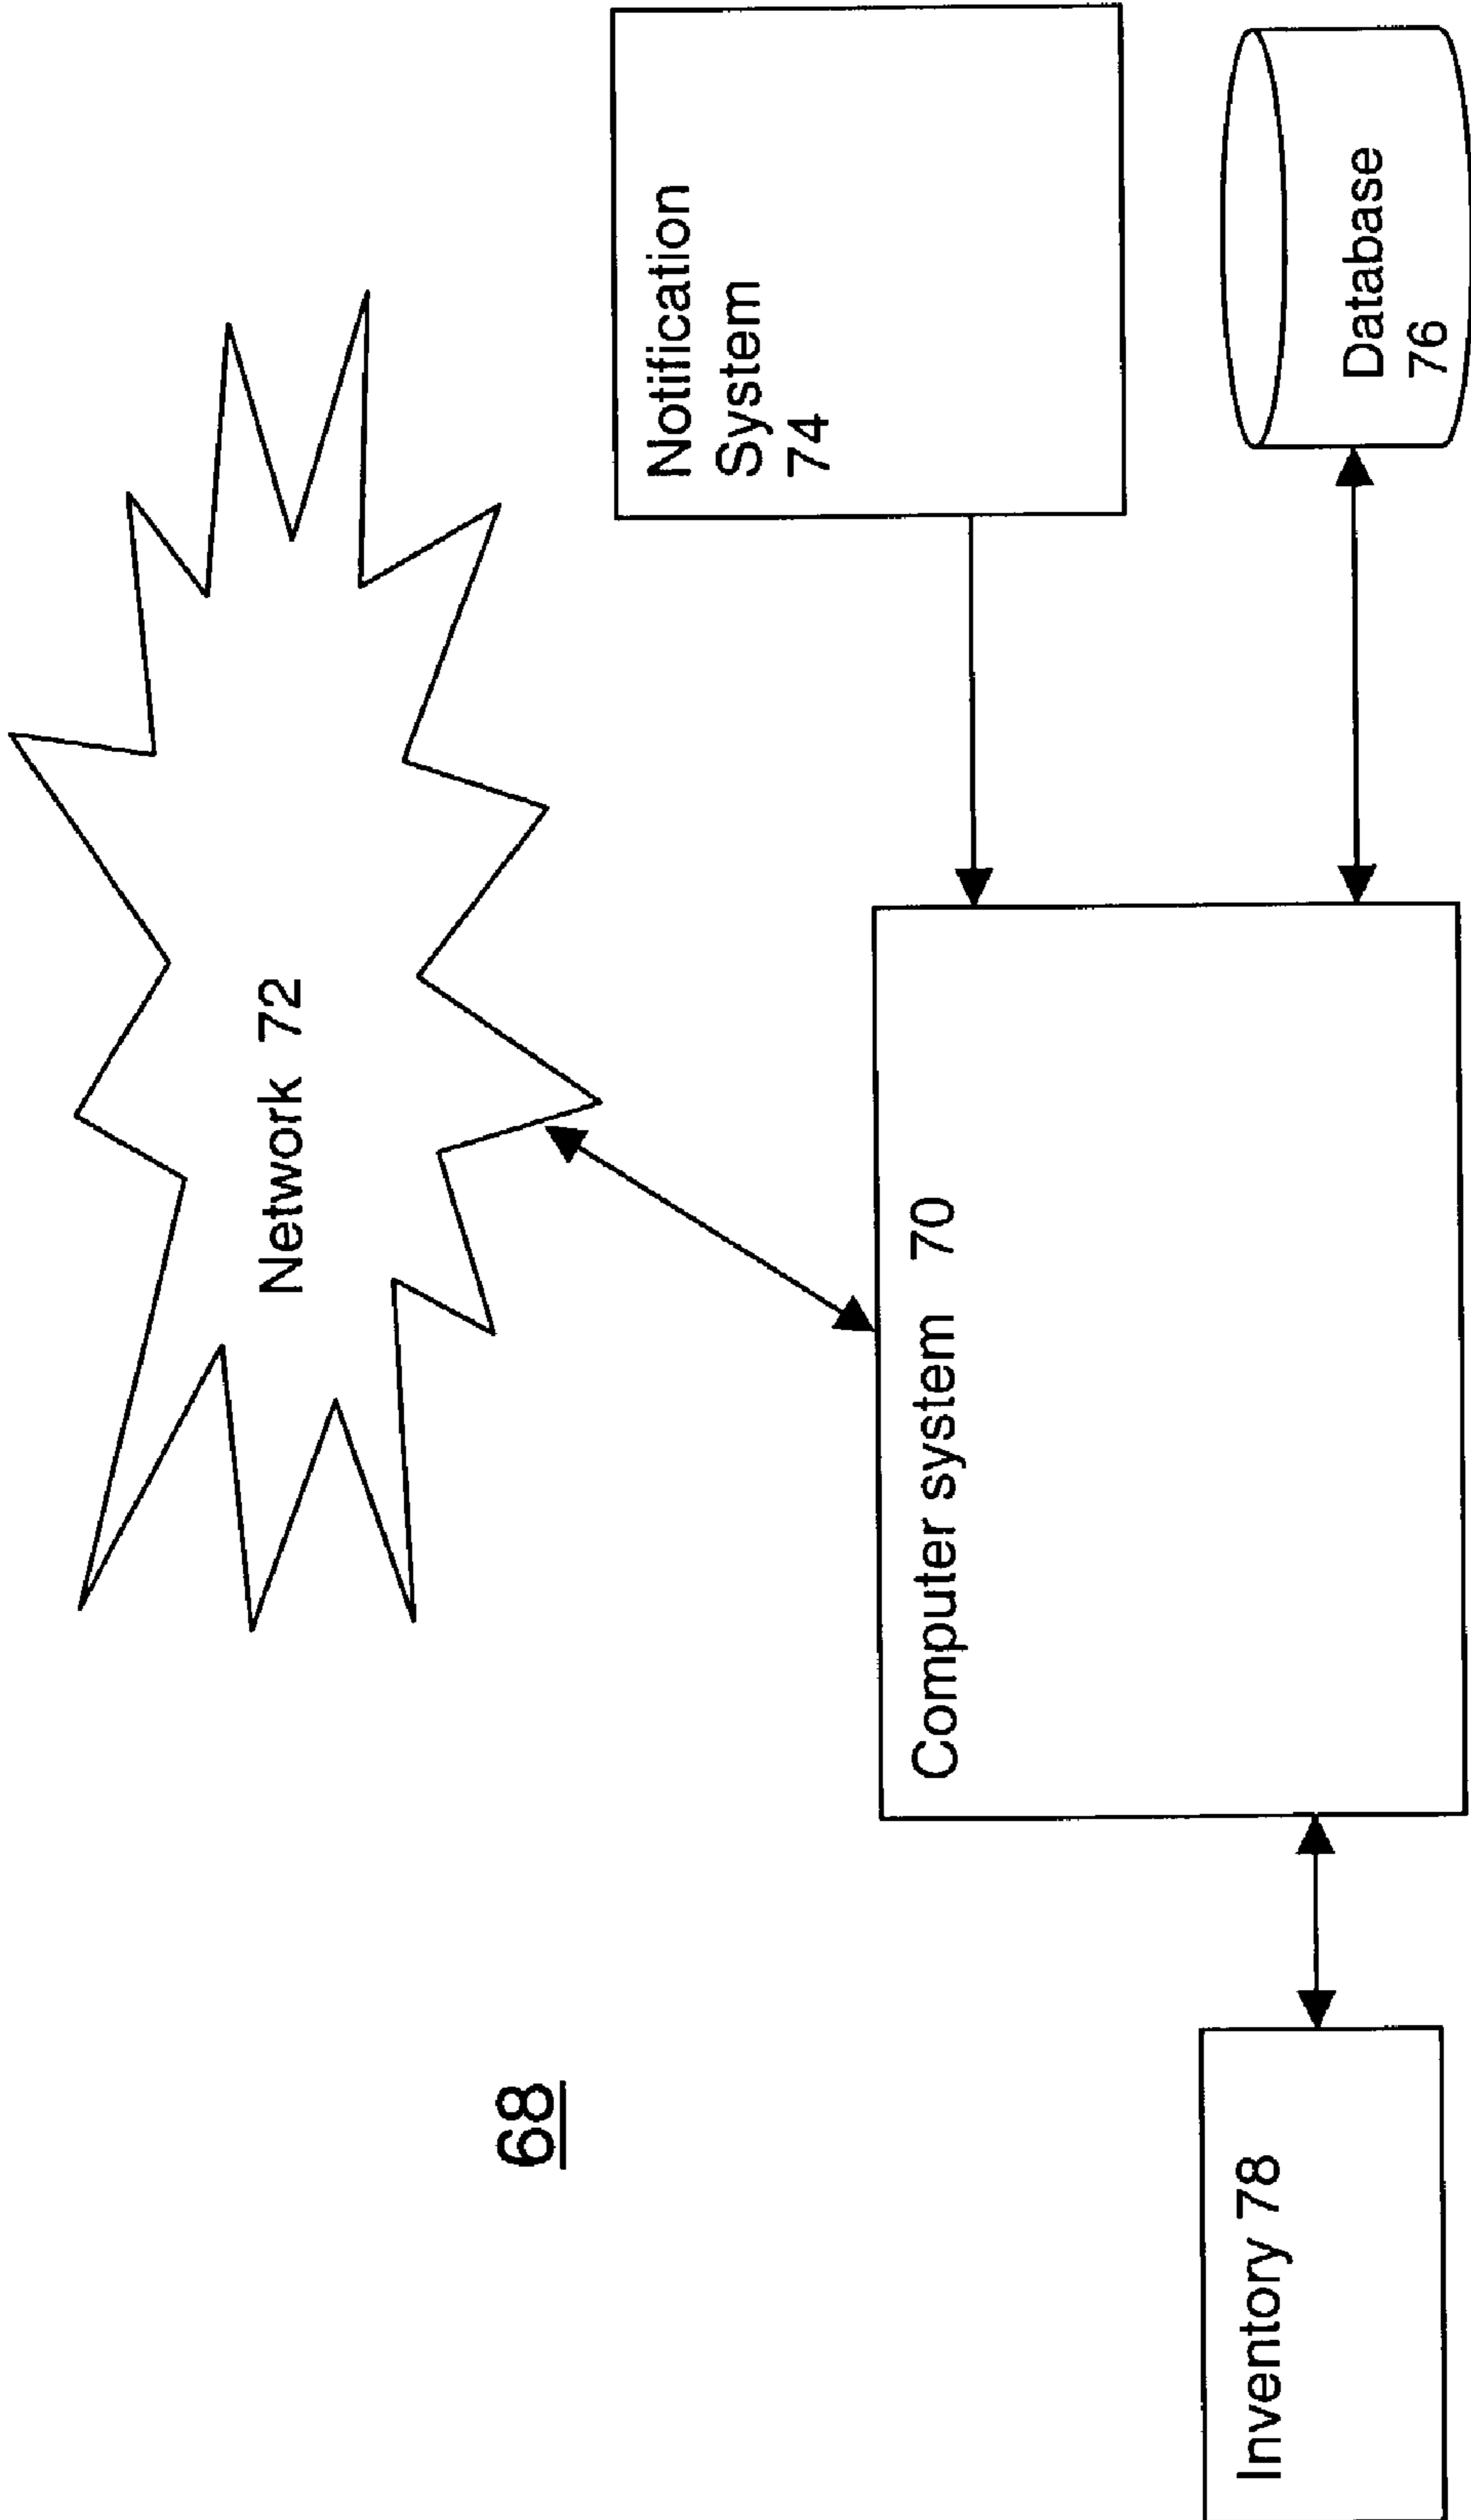 Network 72
68
Notification
System
74
Computer system 70
Inventory 78
Database
76